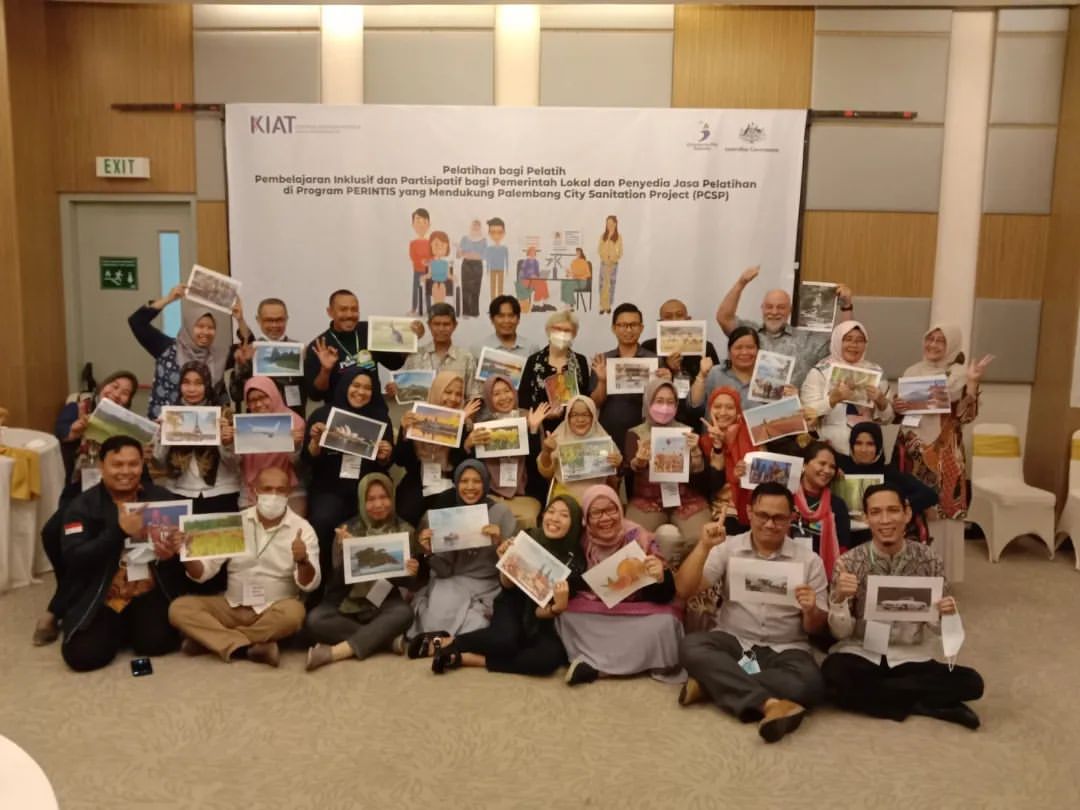 KIAT
Australian Government
Pelatihan bagi Pelatih
Pembelajaran Inklusif dan Partisipatif bagi Pemerintah Lokal dan Penyedia Jasa Pelatihan
di Program PERINTIS yang Mendukung Palembang City Sanitation Project (PCSP)
EXIT